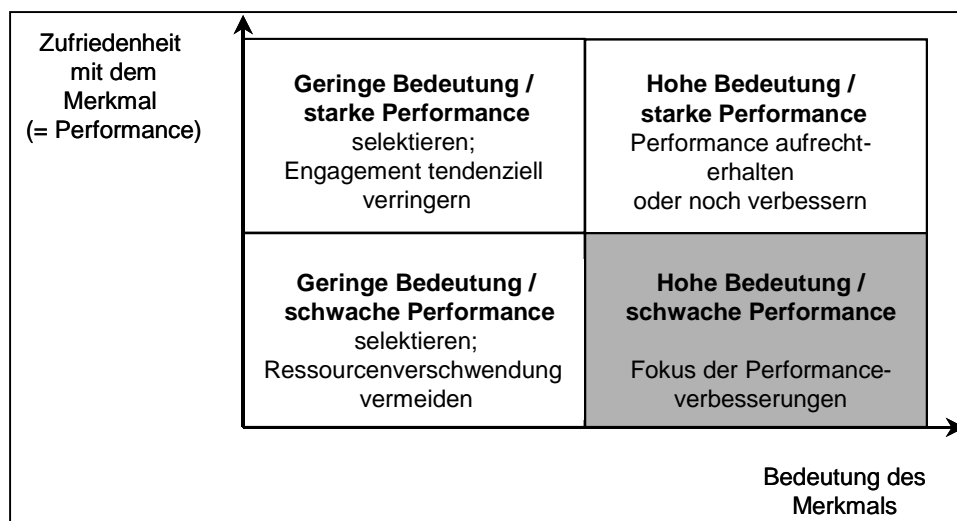 Zufriedenheit
mit dem
Merkmal
(= Performance)
Geringe Bedeutung /
starke Performance
selektieren;
Engagement tendenziell
verringern
Hohe Bedeutung /
starke Performance
Performance aufrecht-
erhalten
oder noch verbessern
Geringe Bedeutung /
schwache Performance
selektieren;
Ressourcenverschwendung
vermeiden
Hohe Bedeutung /
schwache Performance
Fokus der Performance-
verbesserungen
Bedeutung des
Merkmals